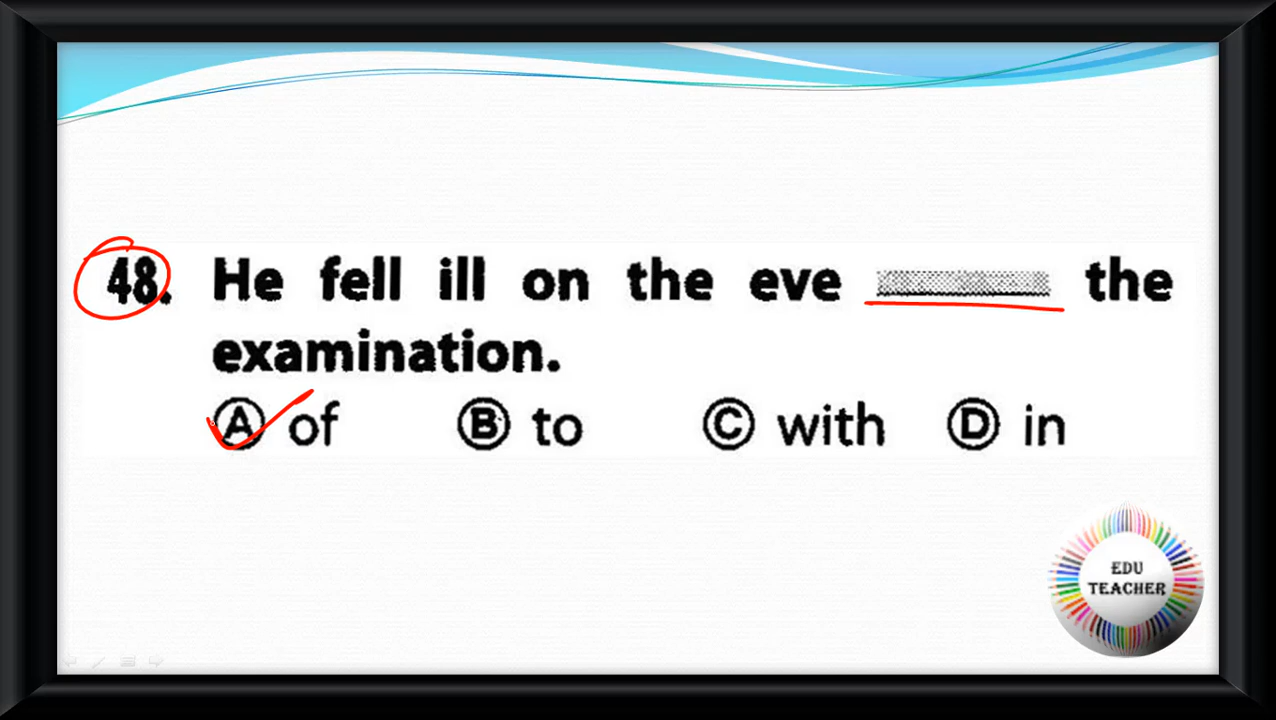 48. He fell ill on the eve the
examination.
A of B to C with D in
EDU
TEACHER